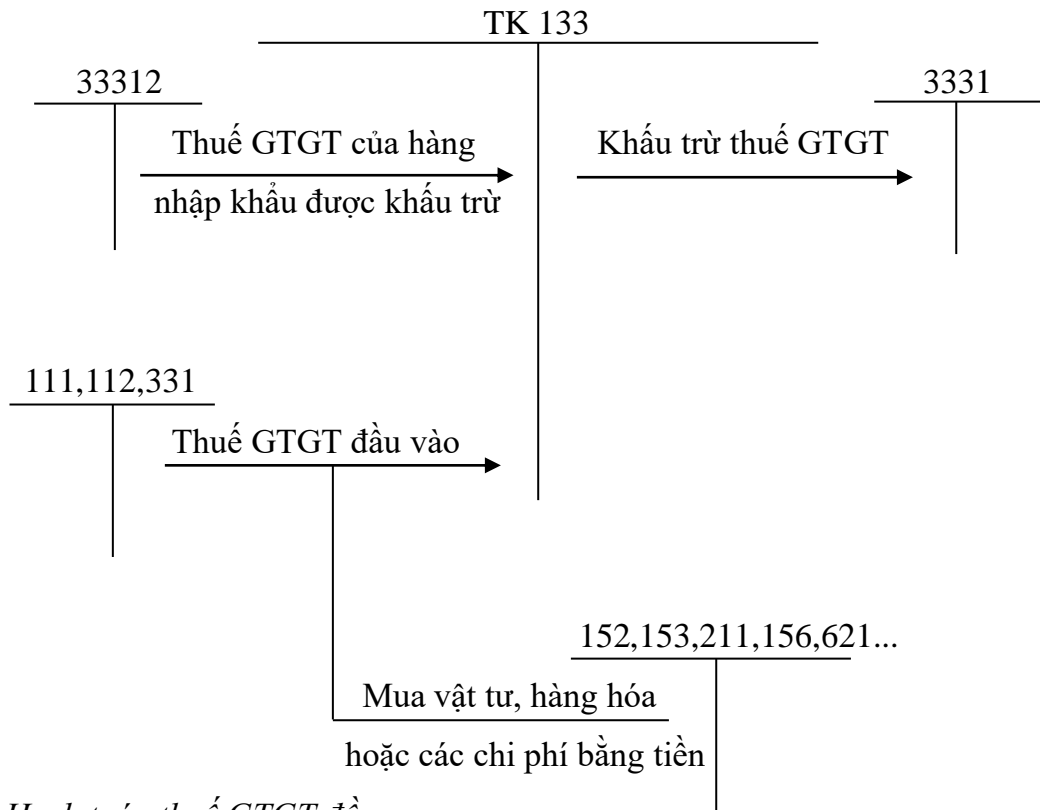 TK 133
33312
3331
Thuế GTGT của hàng
nhập khẩu được khấu trừ
Khấu trừ thuế GTGT
111,112,331
Thuế GTGT đầu vào
152,153,211,156,621...
Mua vật tư, hàng hóa
hoặc các chi phí bằng tiền
thuế GTGT